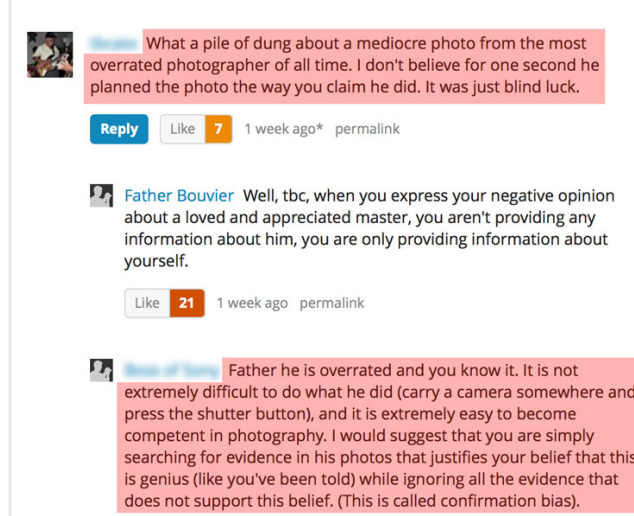 What a pile of dung about a mediocre photo from the most
overrated photographer of all time. I don't believe for one second he
planned the photo the way you claim he did. It was just blind luck.
Reply Like 7 1 week ago* permalink
Father Bouvier Well, tbc, when you express your negative opinion
about a loved and appreciated master, you aren't providing any
information about him, you are only providing information about
yourself.
Like 21 1 week ago permalink
Father he is overrated and you know it. It is not
extremely difficult to do what he did (carry a camera somewhere and
press the shutter button), and it is extremely easy to become
competent in photography. I would suggest that you are simply
searching for evidence in his photos that justifies your belief that this
is genius (like you've been told) while ignoring all the evidence that
does not support this belief. (This is called confirmation bias).